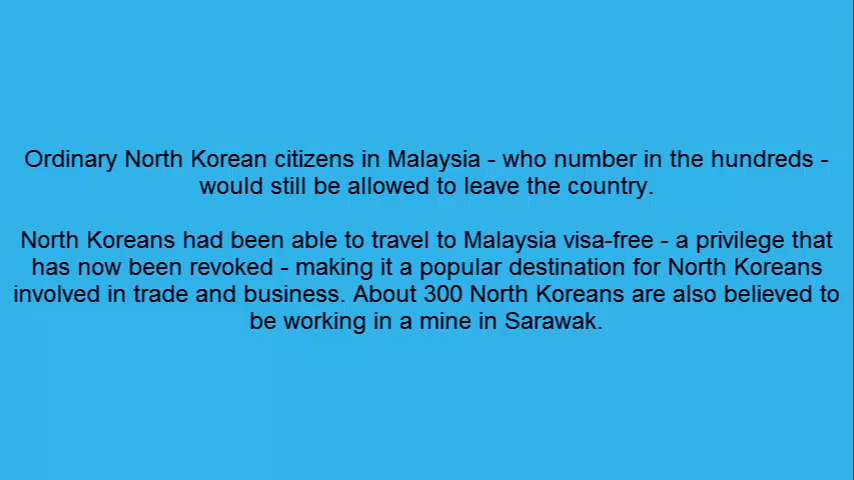 Ordinary North Korean citizens in Malaysia - who number in the hundreds -
would still be allowed to leave the country.
North Koreans had been able to travel to Malaysia visa-free - a privilege that
has now been revoked - making it a popular destination for North Koreans
involved in trade and business. About 300 North Koreans are also believed to
be working in a mine in Sarawak.